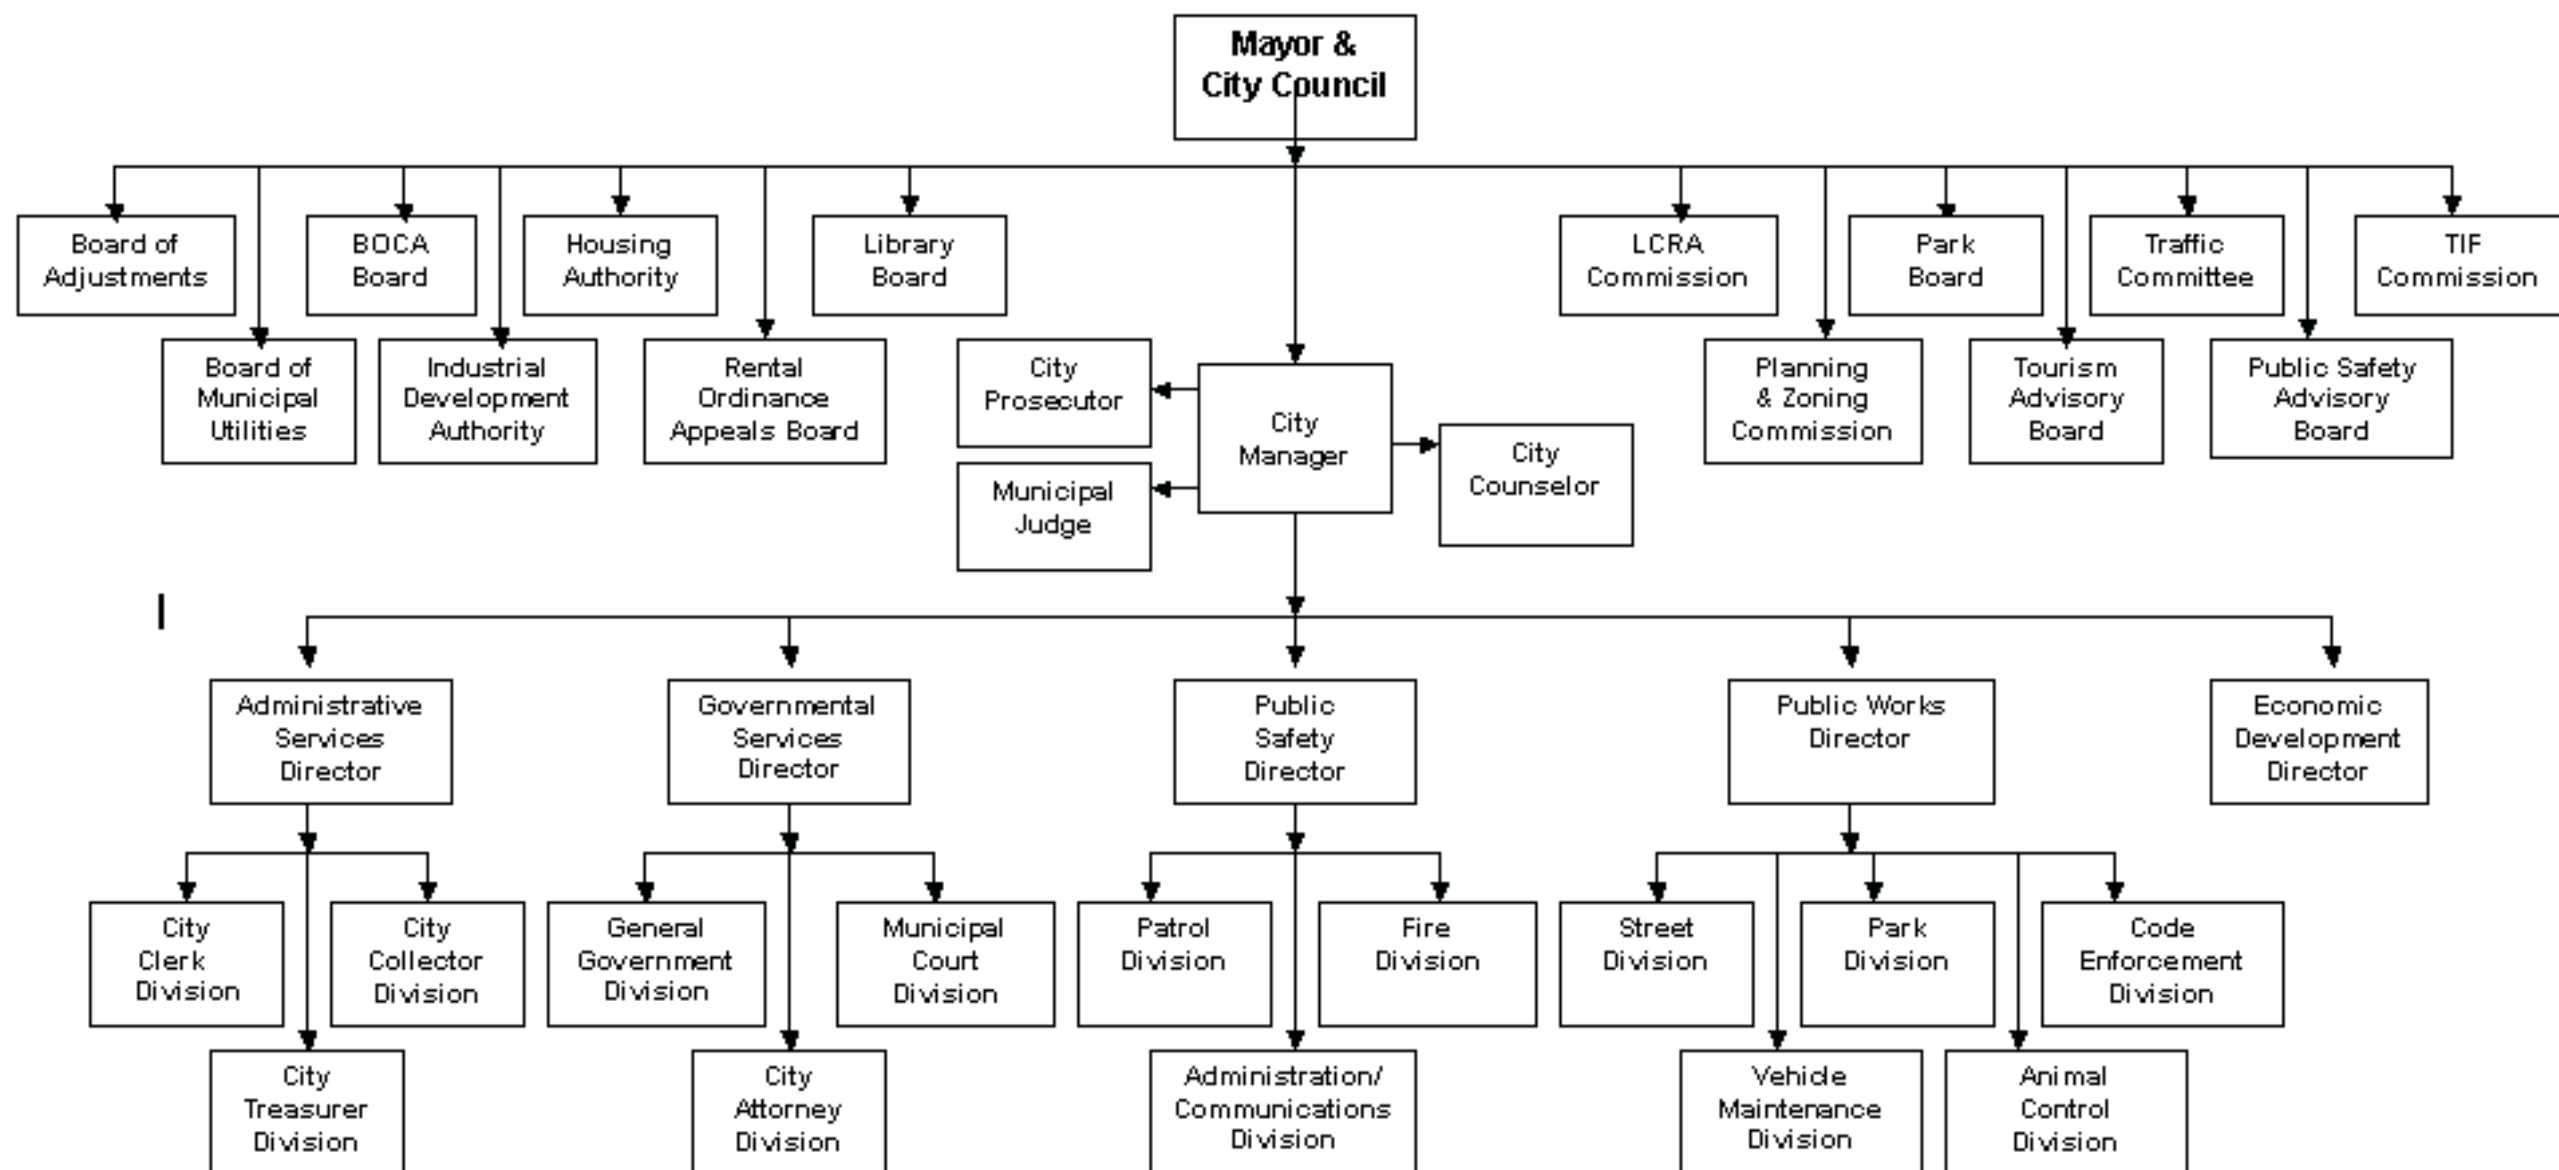 Mayor &
City Council
Board of
Adjustments
BOCA
Board
Housing
Authority
Library
Board
LCRA
Commission
Park
Board
Traffic
Committee
TIF
Commission
Board of
Municipal
Utilities
Industrial
Development
Authority
Rental
Ordinance
Appeals Board
City
Prosecutor
City
Manager
Municipal
Judge
City
Counselor
Planning
& Zoning
Commission
Tourism
Advisory
Board
Public Safety
Advisory
Board
Administrative
Services
Director
Governmental
Services
Director
Public
Safety
Director
Public Works
Director
Economic
Development
Director
City
Clerk
Division
City
Collector
Division
General
Government
Division
Municipal
Court
Division
Patrol
Division
Fire
Division
Street
Division
Park
Division
Code
Enforcement
Division
City
Treasurer
Division
City
Attorney
Division
Administration/
Communications
Division
Vehicle
Maintenance
Division
Animal
Control
Division